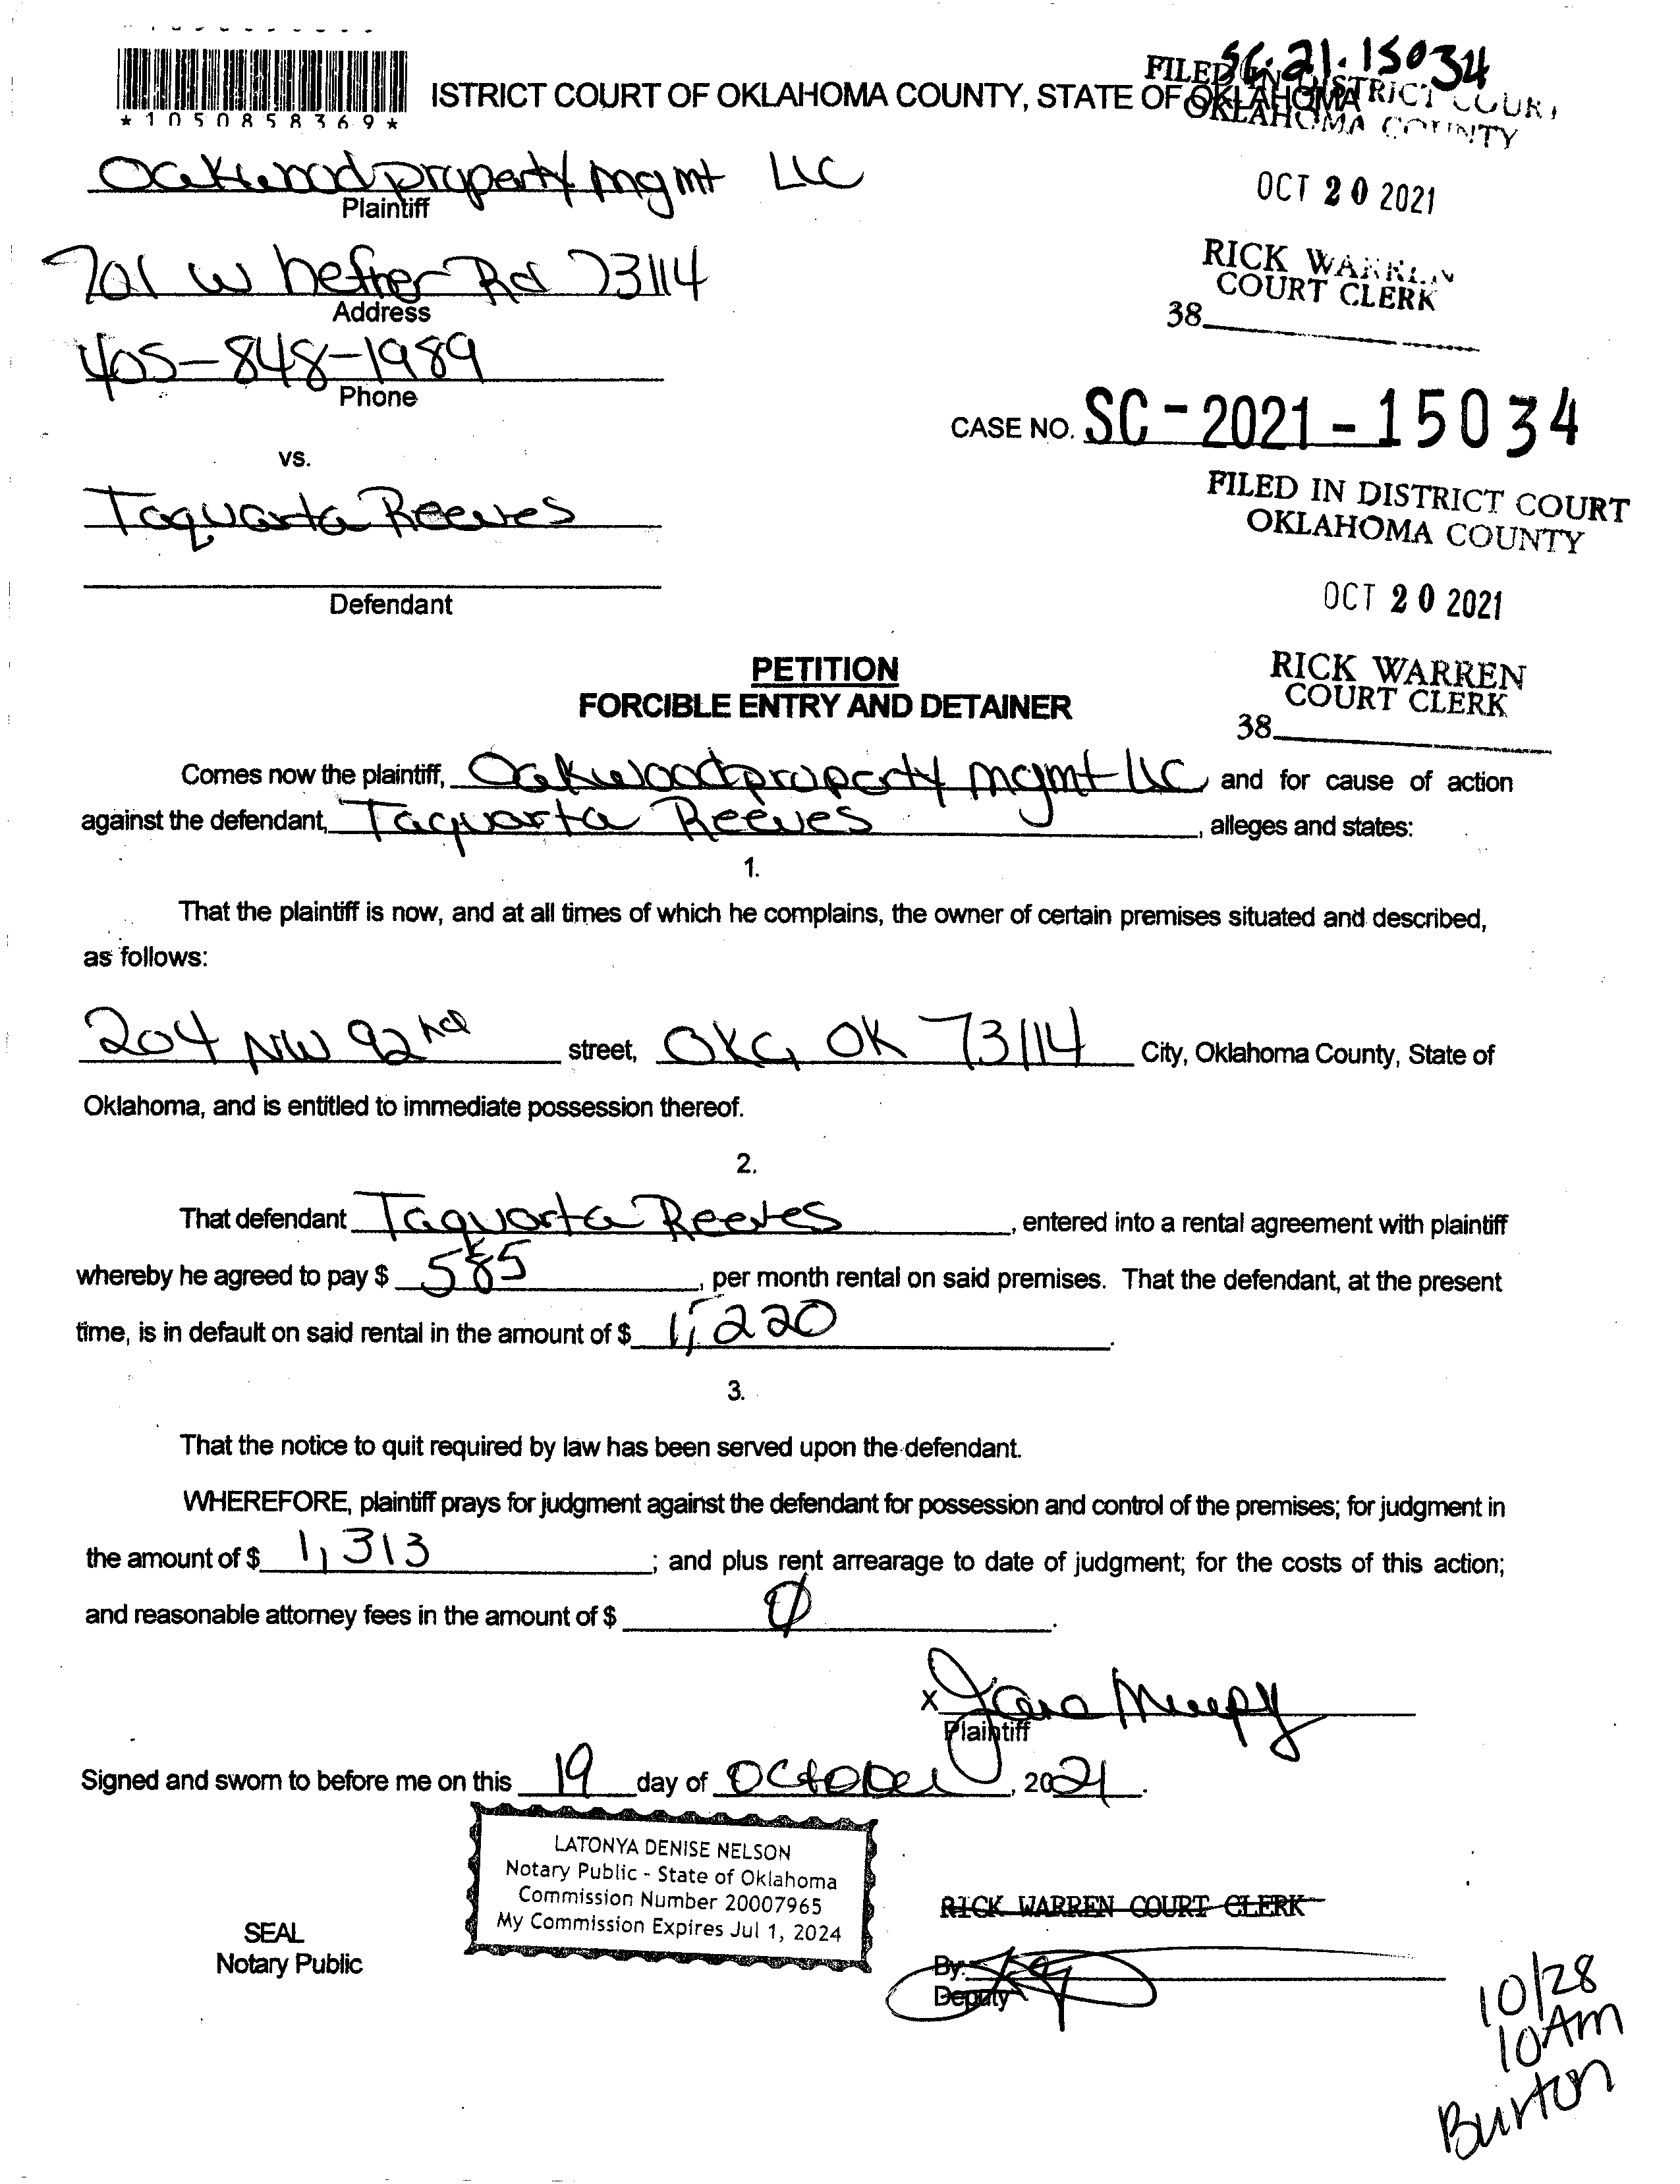 SC.21.15034
FILED IN DISTRICT COURT
OKLAHOMA COUNTY
ISTRICT COURT OF OKLAHOMA COUNTY, STATE OF OKLAHOMA
*1050858369*
Oakwood property mgmt LLC
Plaintiff
OCT 20 2021
701 W hefner Rd 73114
Address
RICK WARREN
COURT CLERK
38
405-848-1989
Phone
CASE NO. SC-2021-15034
vs.
FILED IN DISTRICT COURT
OKLAHOMA COUNTY
Taquarta Reeves
Defendant
OCT 20 2021
PETITION
FORCIBLE ENTRY AND DETAINER
RICK WARREN
COURT CLERK
38
Comes now the plaintiff, Oakwood property mgmt LLC and for cause of action
against the defendant, Taquarta Reeves, alleges and states:
1.
That the plaintiff is now, and at all times of which he complains, the owner of certain premises situated and described,
as follows:
204 NW 92nd street, OKC, OK 73114 City, Oklahoma County, State of
Oklahoma, and is entitled to immediate possession thereof.
2.
That defendant Taquarta Reeves, entered into a rental agreement with plaintiff
whereby he agreed to pay $ 585, per month rental on said premises. That the defendant, at the present
time, is in default on said rental in the amount of $ 1,220.
3.
That the notice to quit required by law has been served upon the defendant.
WHEREFORE, plaintiff prays for judgment against the defendant for possession and control of the premises; for judgment in
the amount of $ 1,313; and plus rent arrearage to date of judgment; for the costs of this action;
and reasonable attorney fees in the amount of $ Ø.
x
Plaintiff
Signed and sworn to before me on this 19 day of October, 2021.
LATONYA DENISE NELSON
Notary Public - State of Oklahoma
Commission Number 20007965
My Commission Expires Jul 1, 2024
SEAL
Notary Public
RICK WARREN COURT CLERK
By:
Deputy
10/28
10Am
Burton